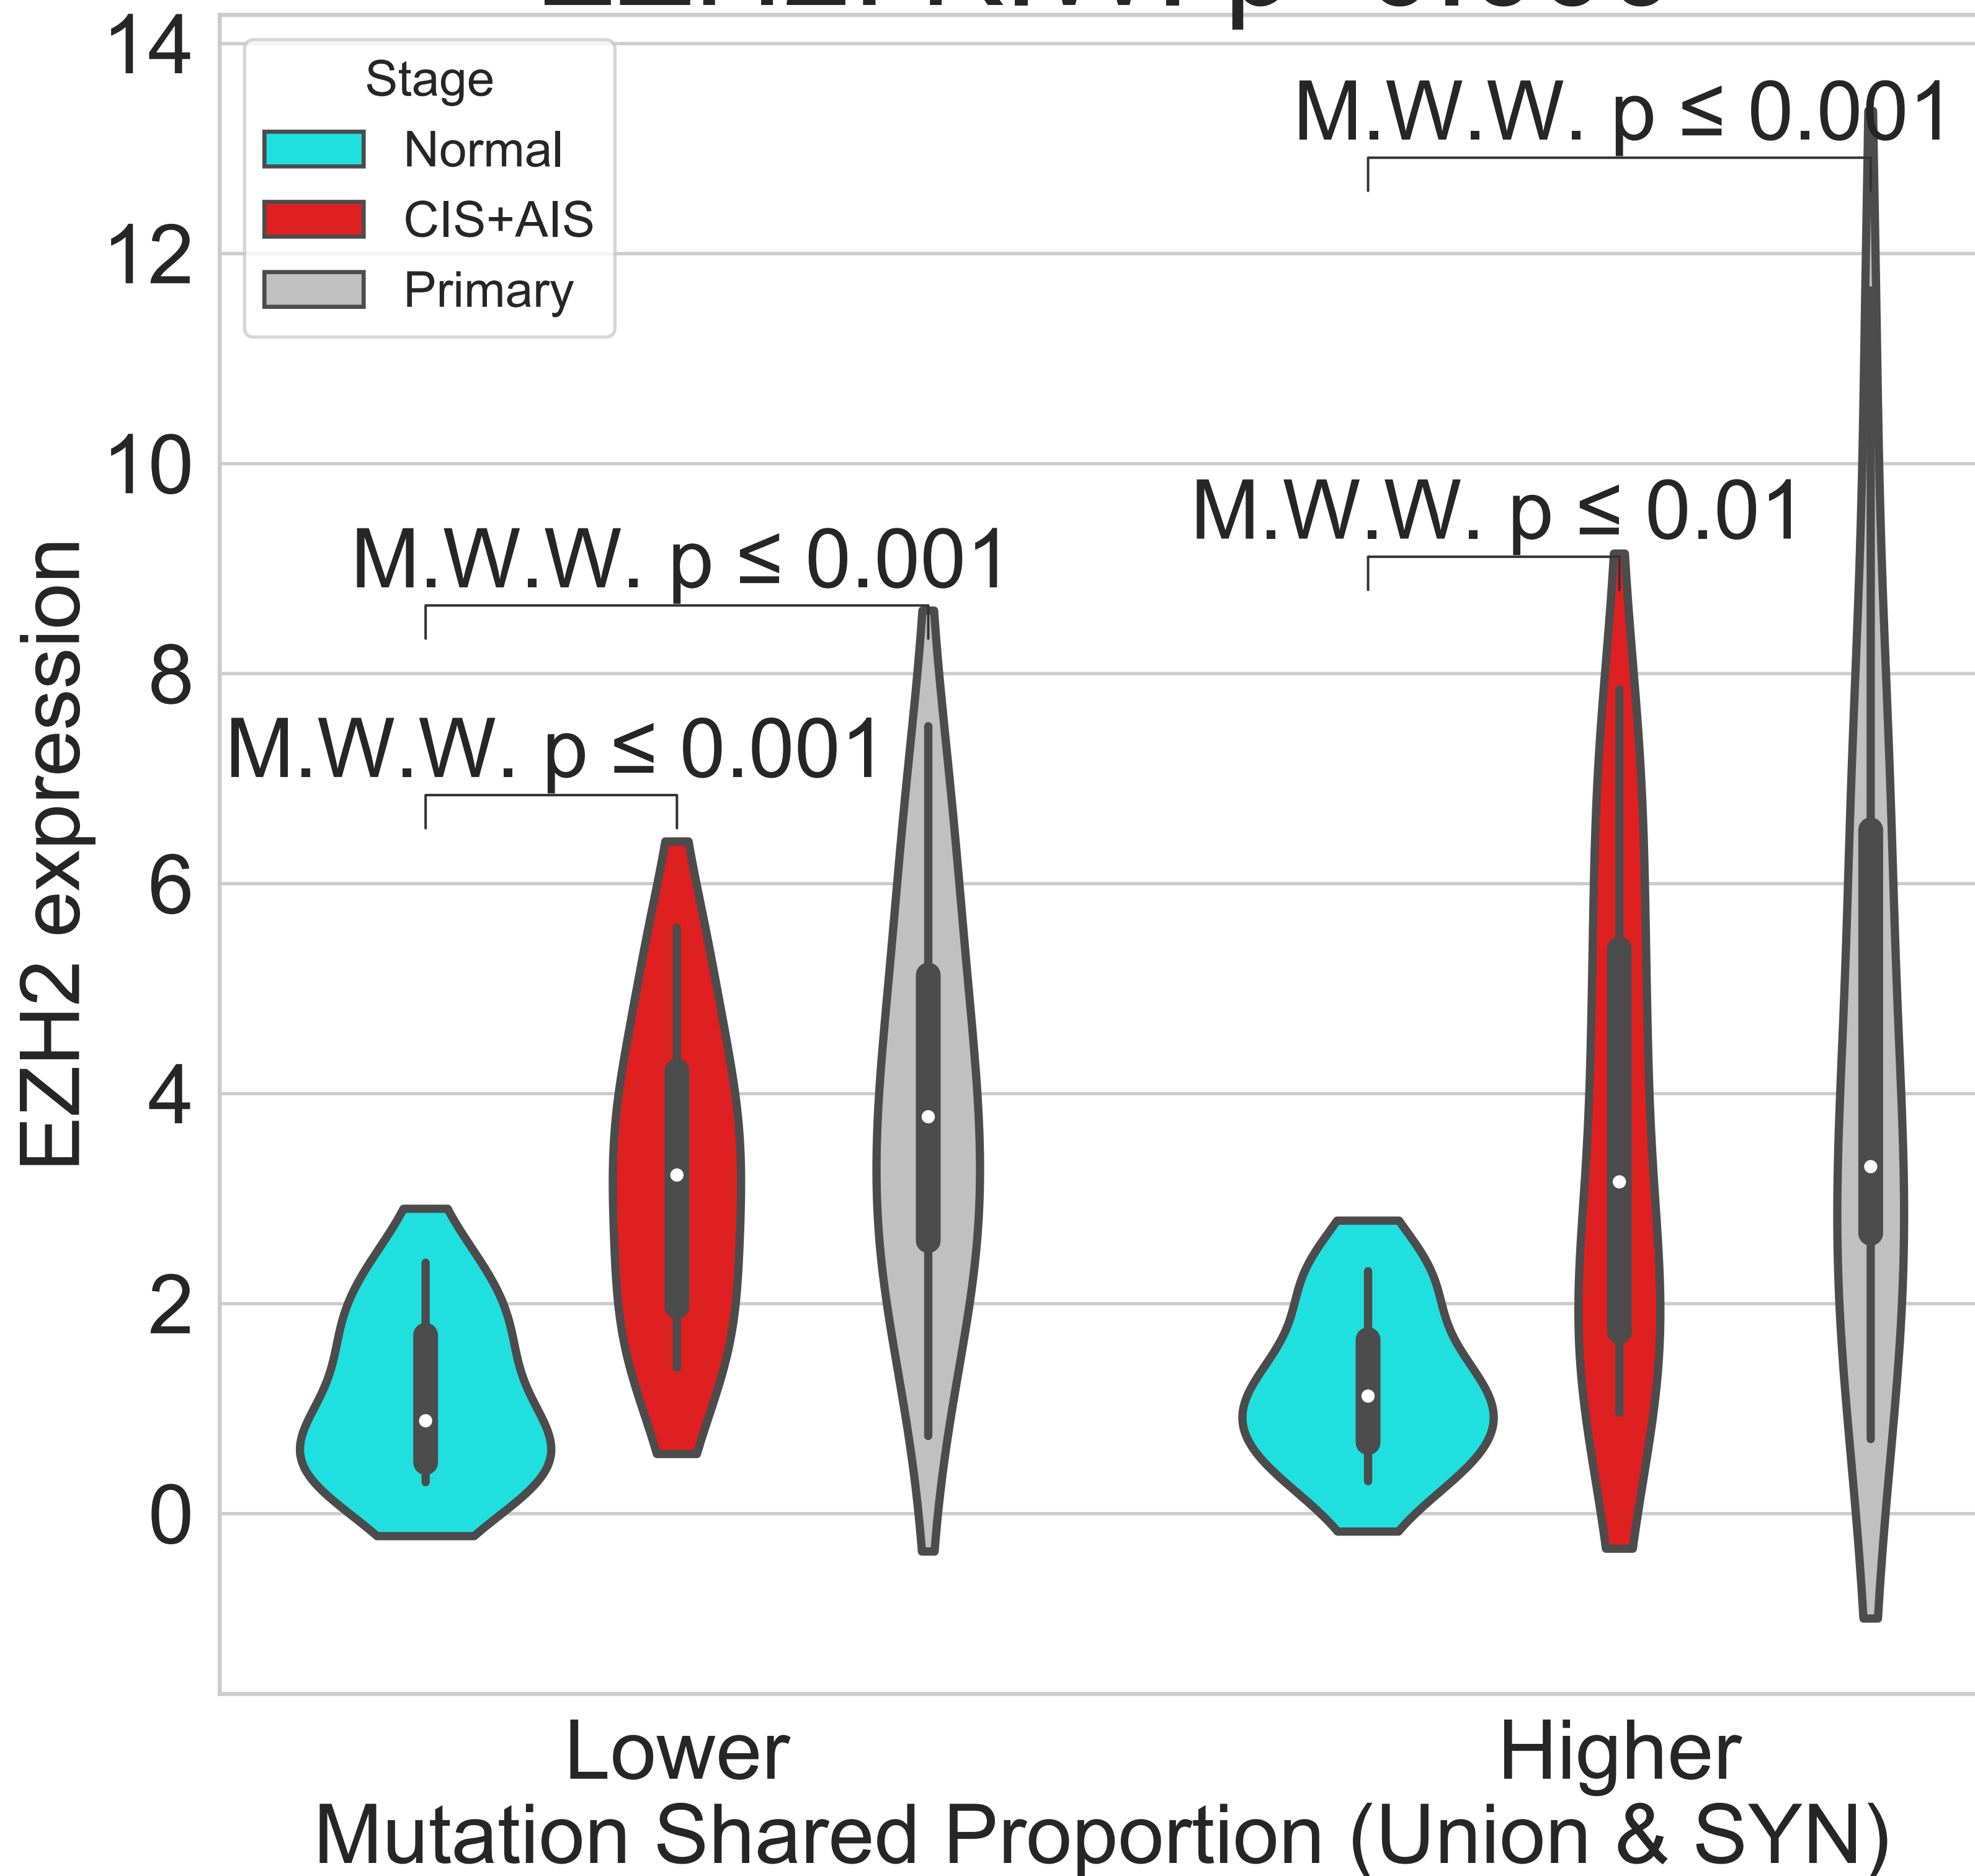 14
Stage
Normal
CIS+AIS
Primary
M.W.W. p ≤ 0.001
12
10
M.W.W. p ≤ 0.01
M.W.W. p ≤ 0.001
8
M.W.W. p ≤ 0.001
6
4
2
0
EZH2 expression
Lower
Higher
Mutation Shared Proportion (Union & SYN)